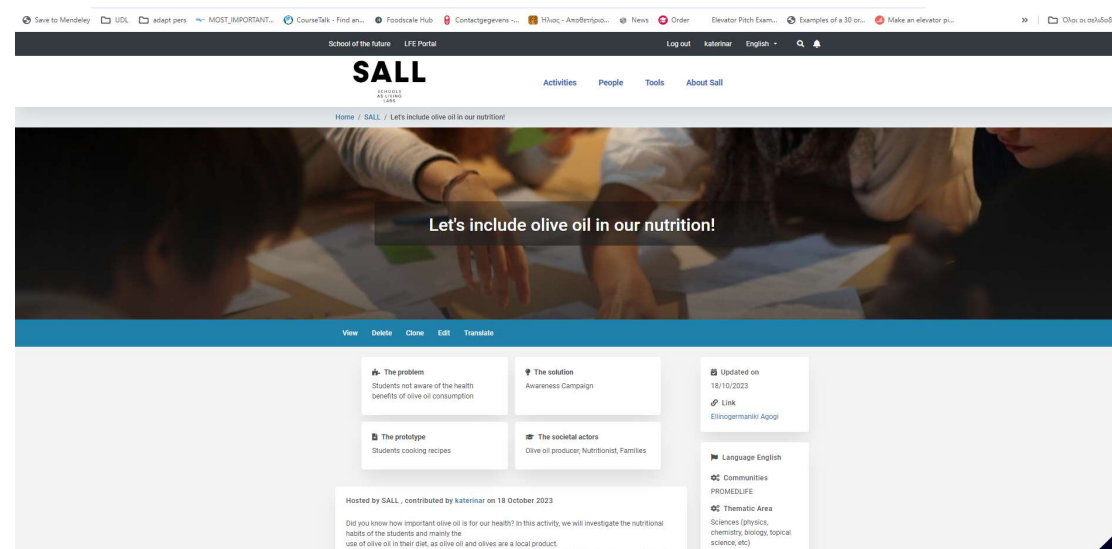 Save to Mendeley UDL adapt pers MOST_IMPORTANT... CourseTalk - Find an... Foodscale Hub Contactgegevens -... Ήλιος - Απαθετήριο... News Order Elevator Pitch Exam... Examples of a 30 or... Make an elevator pi... »
School of the future LFE Portal Log out katerinar English
SALL
SCHOOLS
AS LIVING
LABS
Activities People Tools About Sall
Home / SALL / Let's include olive oil in our nutrition!
Let's include olive oil in our nutrition!
View Delete Clone Edit Translate
The problem
Students not aware of the health
benefits of olive oil consumption
The solution
Awareness Campaign
Updated on
18/10/2023
Link
Ellinogermaniki Agogi
The prototype
Students cooking recipes
The societal actors
Olive oil producer, Nutritionist, Families
Language English
Communities
PROMEDLIFE
Thematic Area
Sciences (physics,
chemistry, biology, topical
science, etc)
Hosted by SALL , contributed by katerinar on 18 October 2023
Did you know how important olive oil is for our health? In this activity, we will investigate the nutritional
habits of the students and mainly the
use of olive oil in their diet, as olive oil and olives are a local product.